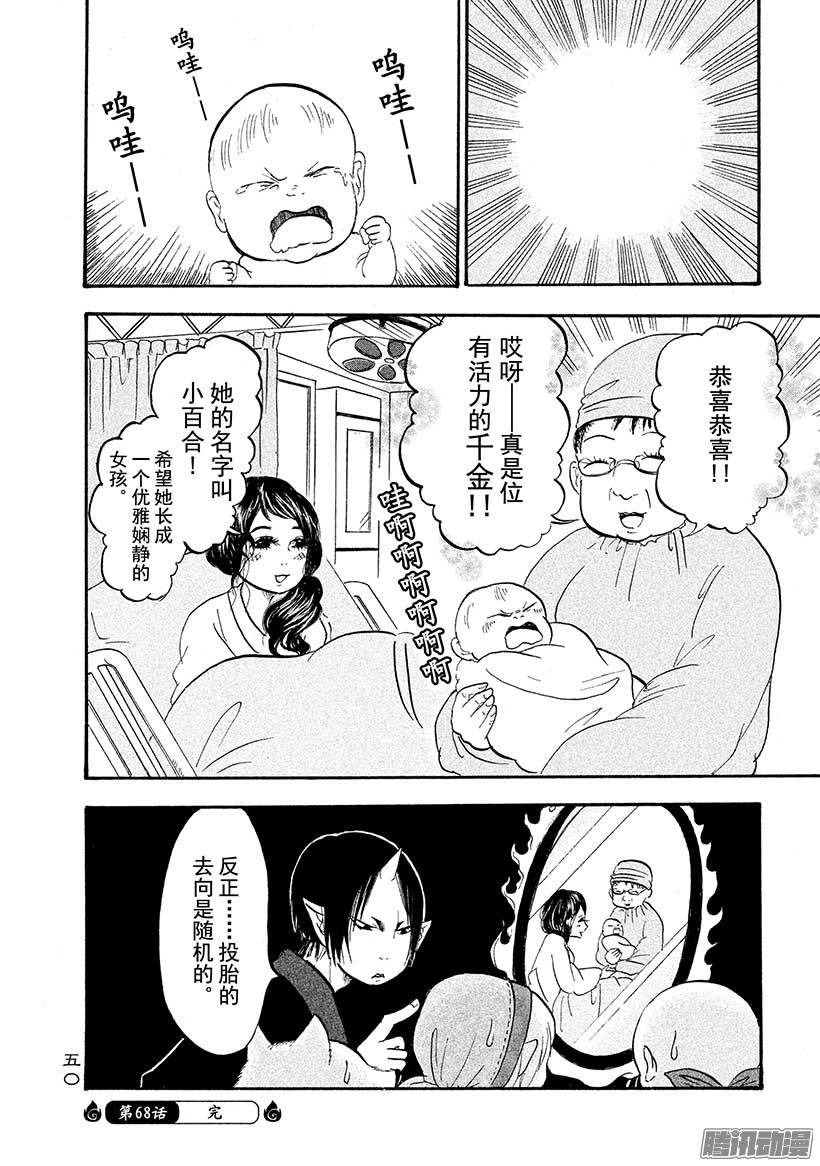 呜哇——
呜哇——
呜哇——
恭喜恭喜!!
哎呀——真是位
有活力的千金!!
哇啊啊啊啊啊啊
她的名字叫
小百合！
希望她长成
一个优雅娴静的
女孩。
反正……投胎的
去向是随机的。
五〇
第68话 完
腾讯动漫